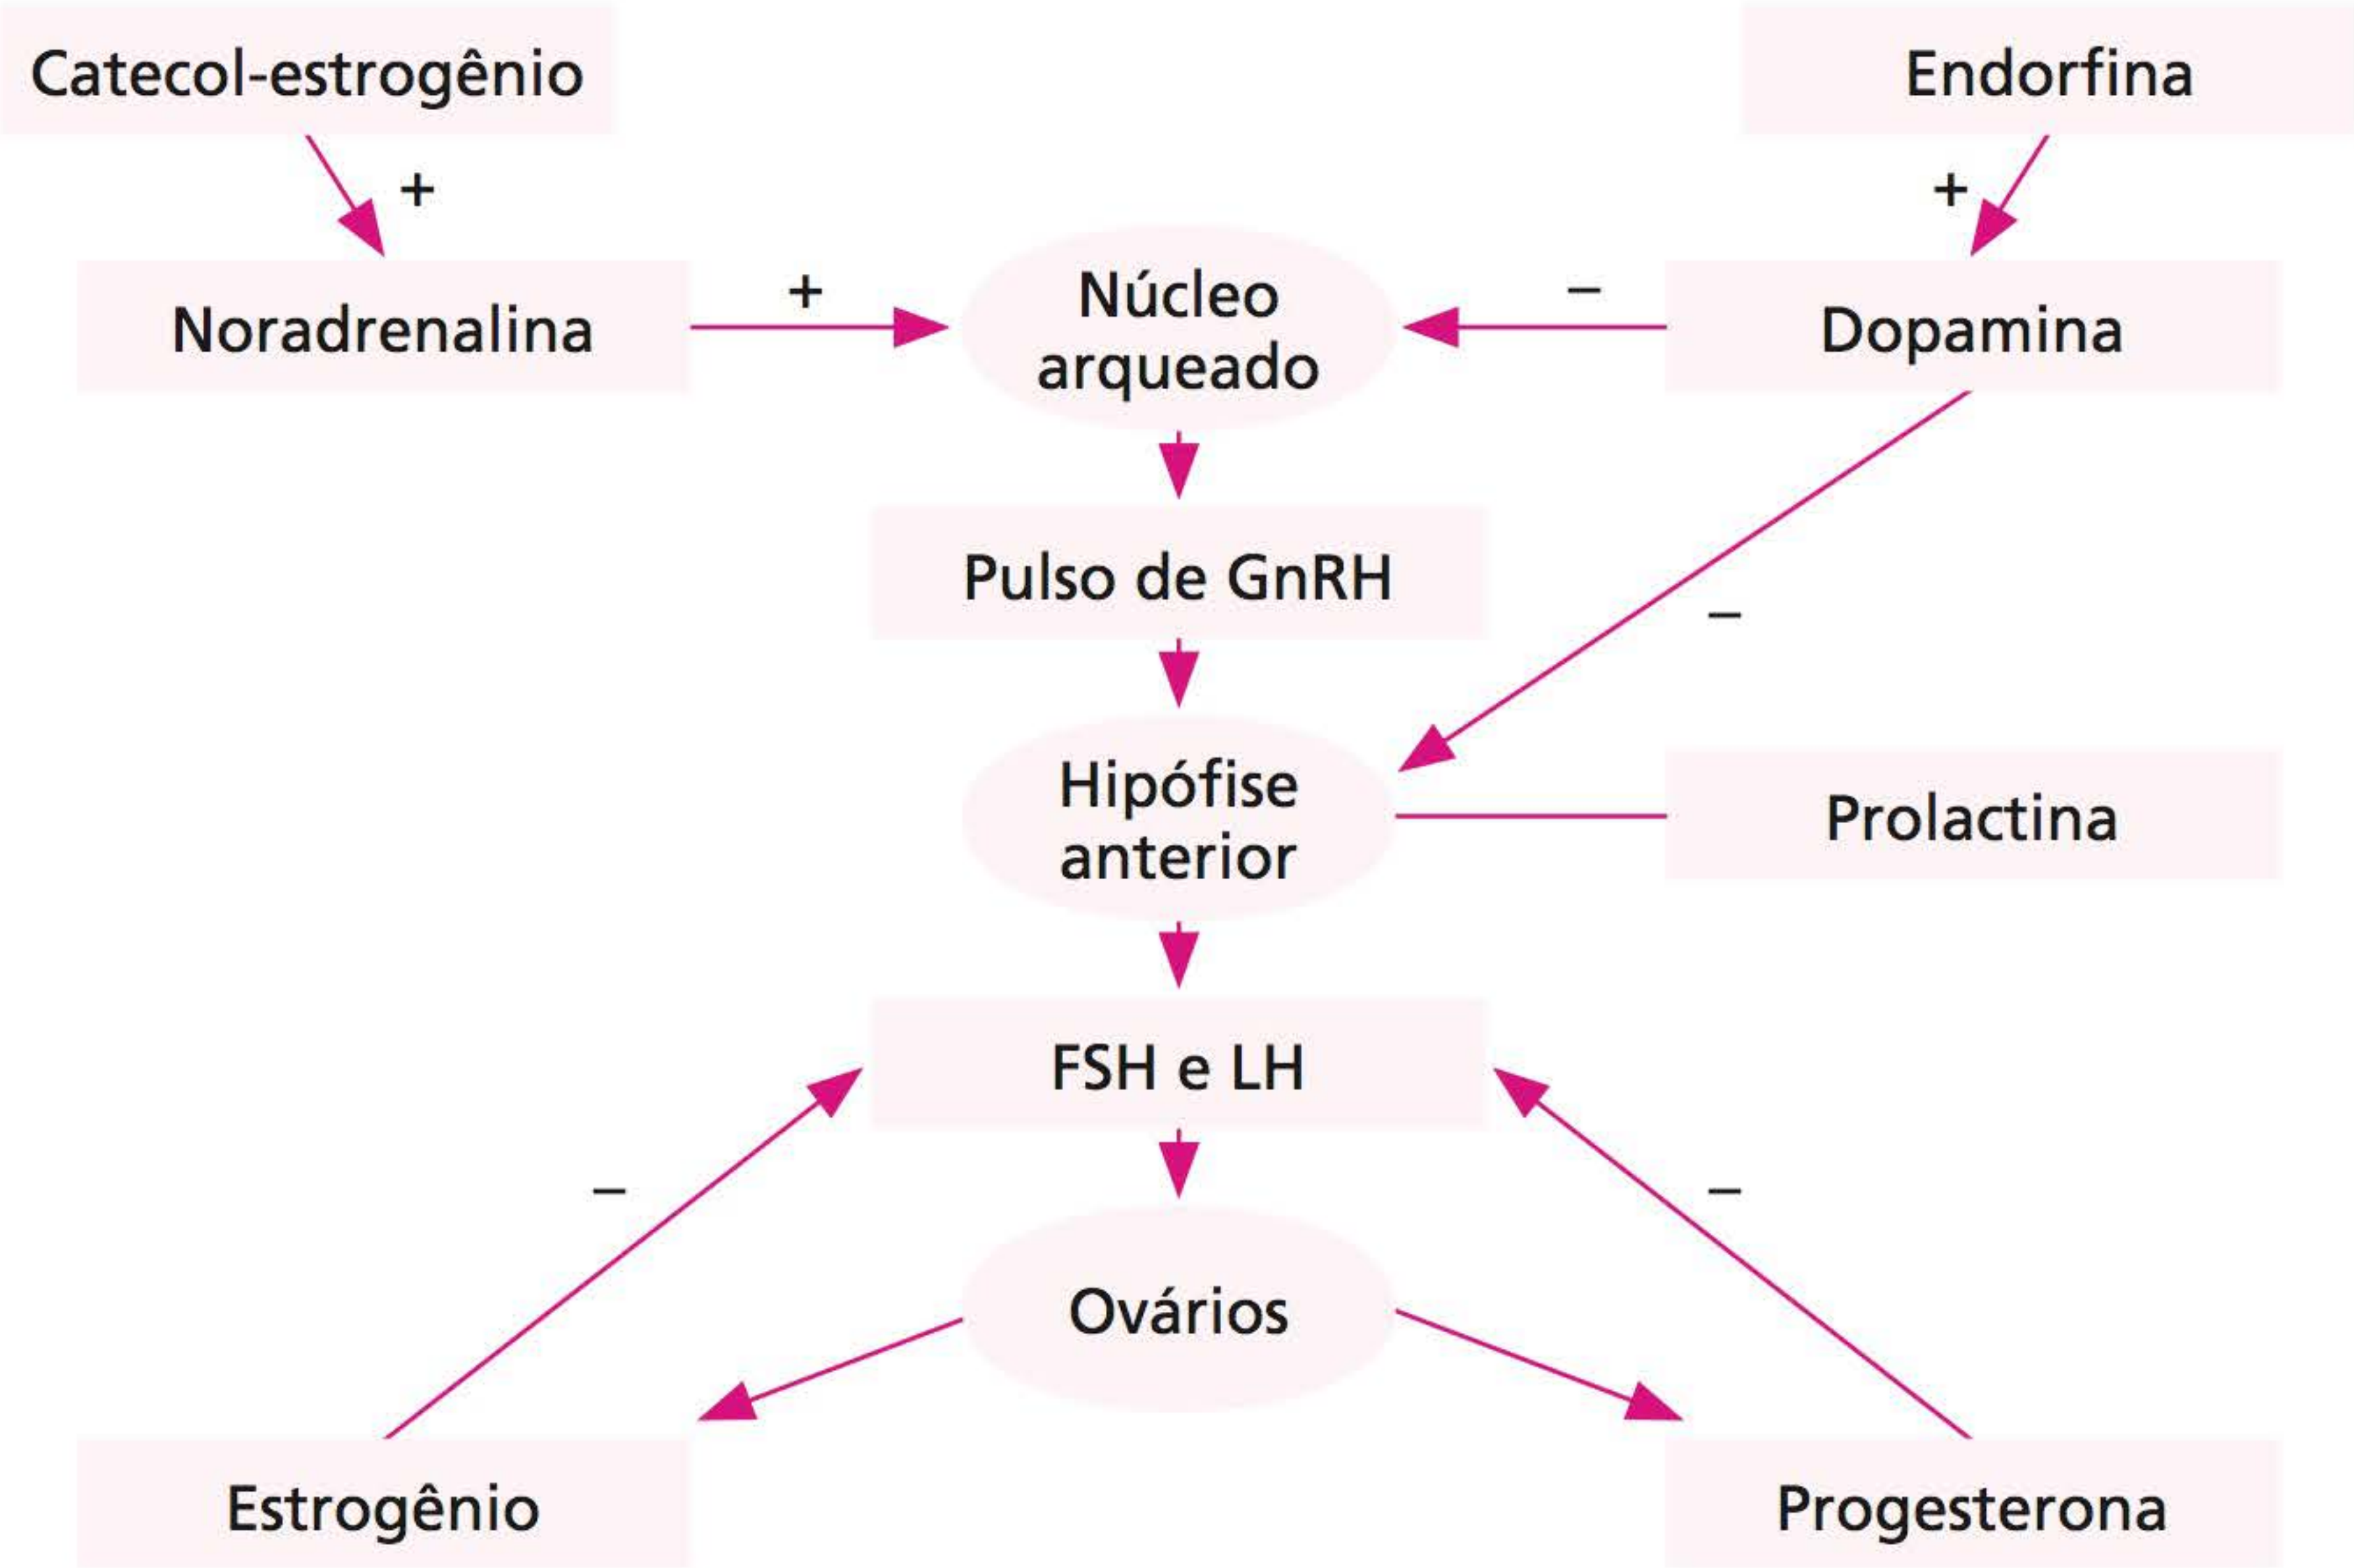 Catecol-estrogênio
Endorfina
+
+
Noradrenalina
+
Núcleo
arqueado
–
Dopamina
Pulso de GnRH
–
Hipófise
anterior
Prolactina
FSH e LH
–
–
Ovários
Estrogênio
Progesterona